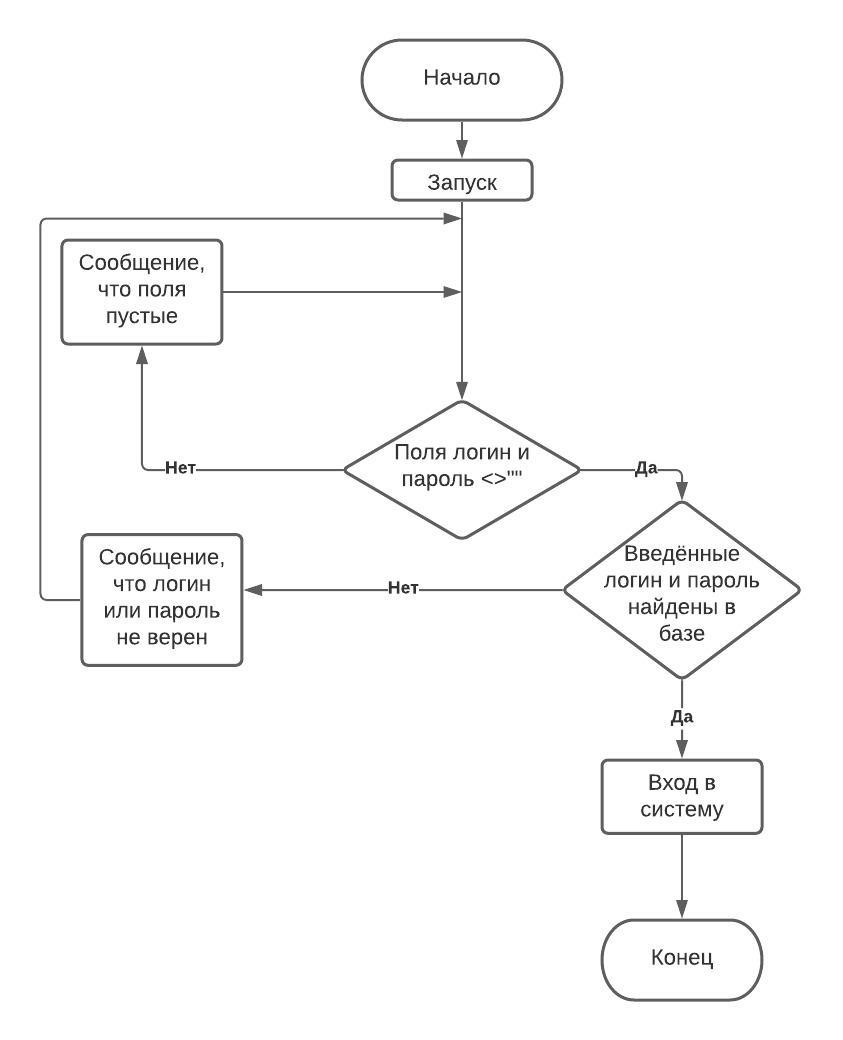 Начало
Запуск
Сообщение,
что поля
пустые
Поля логин и
пароль <>""
Нет
Да
Введённые
логин и пароль
найдены в
базе
Нет
Сообщение,
что логин
или пароль
не верен
Да
Вход в
систему
Конец